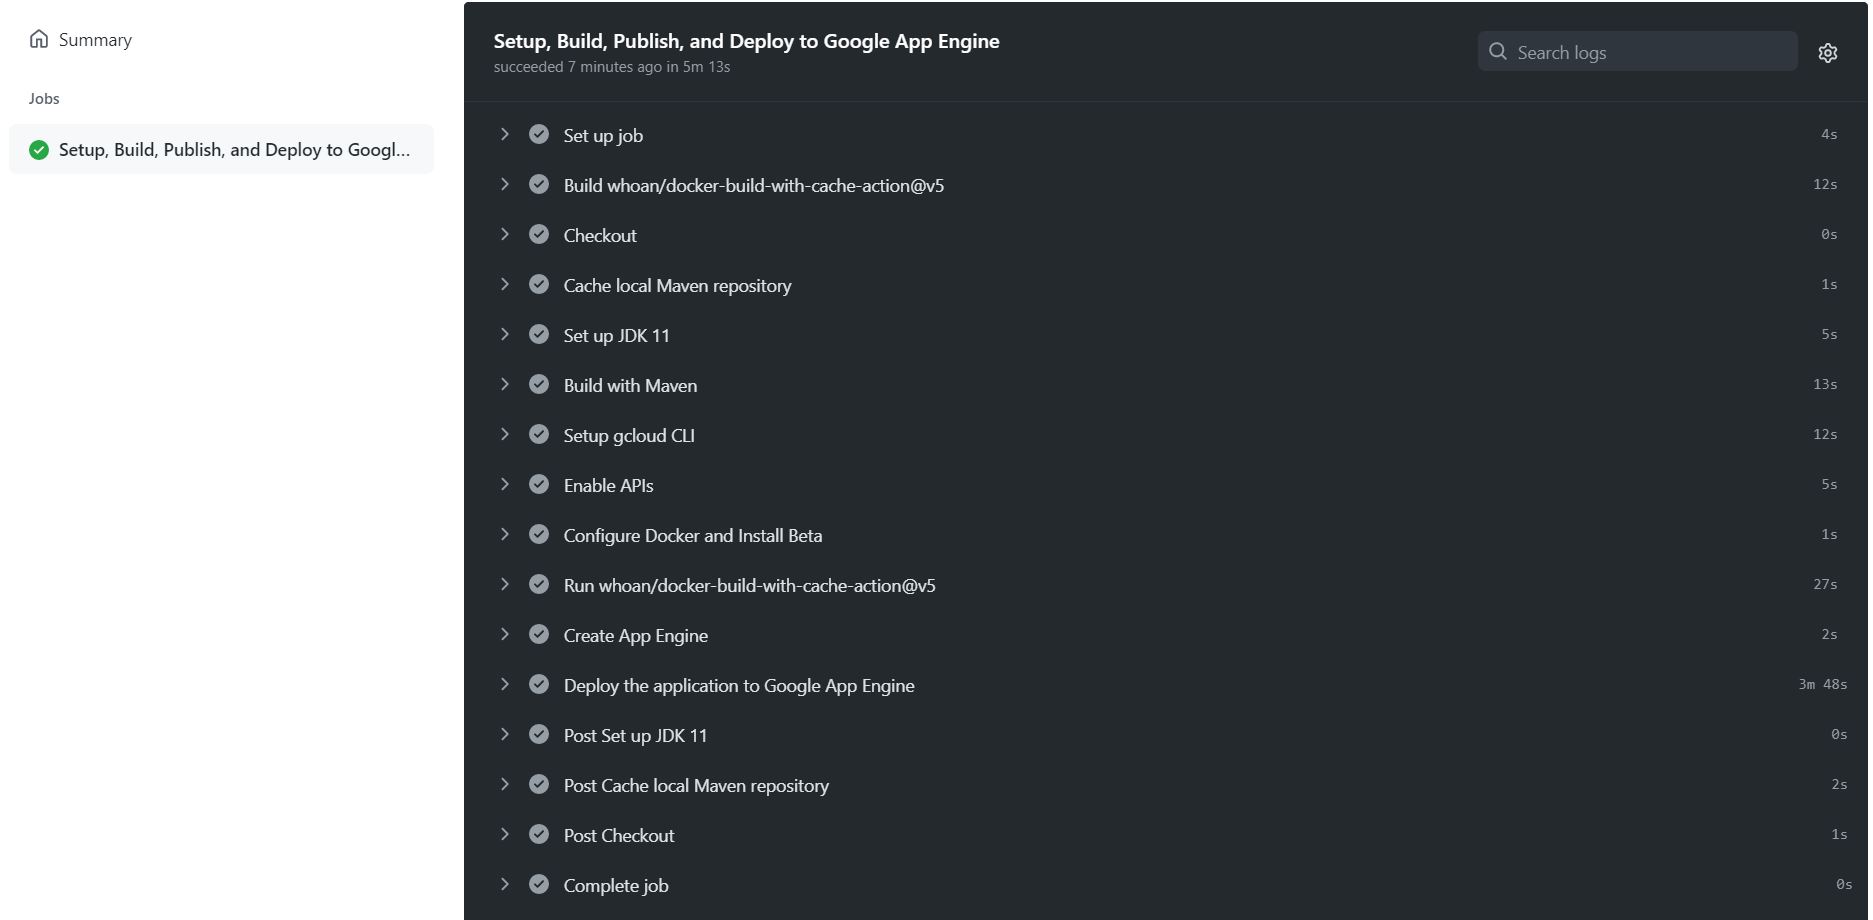 Summary
Jobs
Setup, Build, Publish, and Deploy to Googl...
Setup, Build, Publish, and Deploy to Google App Engine
succeeded 7 minutes ago in 5m 13s
Search logs
Set up job 4s
Build whoan/docker-build-with-cache-action@v5 12s
Checkout 0s
Cache local Maven repository 1s
Set up JDK 11 5s
Build with Maven 13s
Setup gcloud CLI 12s
Enable APIs 5s
Configure Docker and Install Beta 1s
Run whoan/docker-build-with-cache-action@v5 27s
Create App Engine 2s
Deploy the application to Google App Engine 3m 48s
Post Set up JDK 11 0s
Post Cache local Maven repository 2s
Post Checkout 1s
Complete job 0s